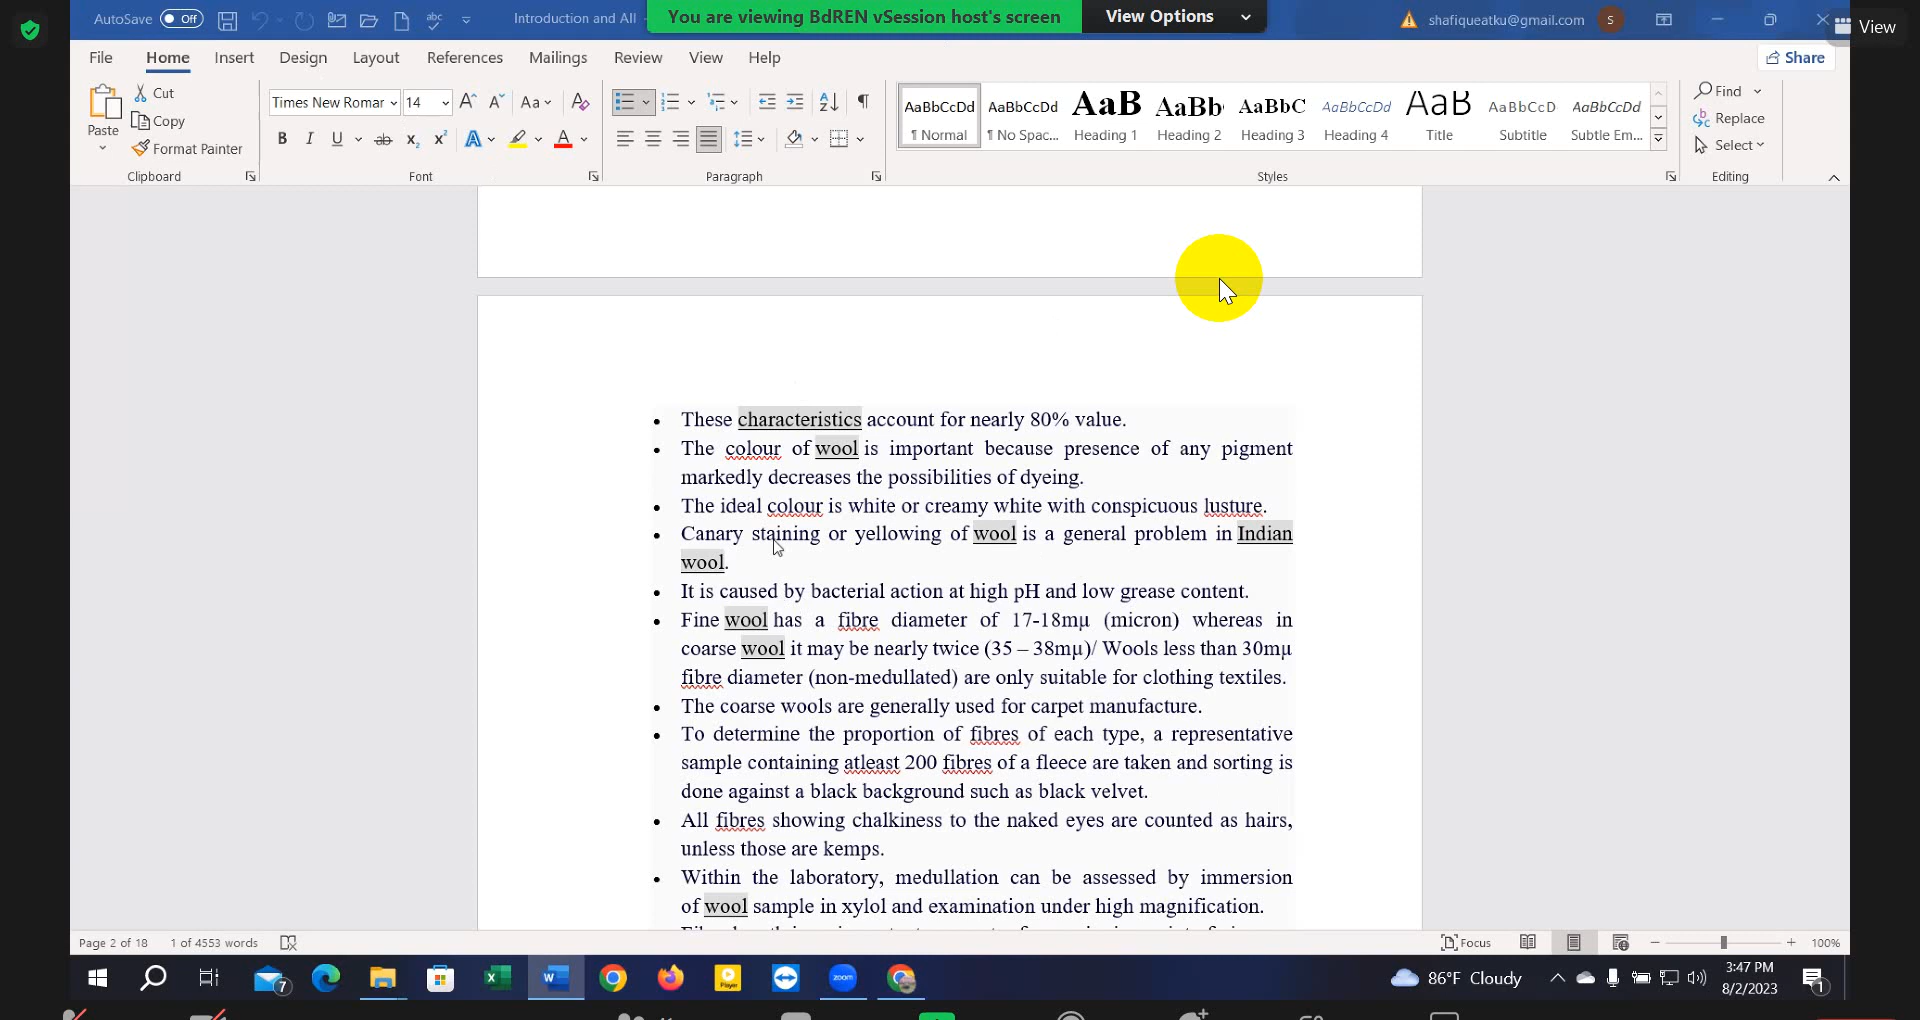 AutoSave Off Introduction and All - You are viewing BdREN vSession host's screen View Options shafiqueatku@gmail.com S View
File Home Insert Design Layout References Mailings Review View Help Share
Cut
Copy
Format Painter
Paste
Times New Romar 14 Aa
B I U ab x₂ x² A A
AaBbCcDd AaBbCcDd AaB AaBb AaBbC AaBbCcDd AaB AaBbCcD AaBbCcDd
¶ Normal ¶ No Spac... Heading 1 Heading 2 Heading 3 Heading 4 Title Subtitle Subtle Em...
Find
Replace
Select
Clipboard Font Paragraph Styles Editing
• These characteristics account for nearly 80% value.
• The colour of wool is important because presence of any pigment
markedly decreases the possibilities of dyeing.
• The ideal colour is white or creamy white with conspicuous lusture.
• Canary staining or yellowing of wool is a general problem in Indian
wool.
• It is caused by bacterial action at high pH and low grease content.
• Fine wool has a fibre diameter of 17-18mµ (micron) whereas in
coarse wool it may be nearly twice (35 – 38mµ)/ Wools less than 30mµ
fibre diameter (non-medullated) are only suitable for clothing textiles.
• The coarse wools are generally used for carpet manufacture.
• To determine the proportion of fibres of each type, a representative
sample containing atleast 200 fibres of a fleece are taken and sorting is
done against a black background such as black velvet.
• All fibres showing chalkiness to the naked eyes are counted as hairs,
unless those are kemps.
• Within the laboratory, medullation can be assessed by immersion
of wool sample in xylol and examination under high magnification.
Page 2 of 18 1 of 4553 words Focus 100%
7 Player zoom 86°F Cloudy 3:47 PM
8/2/2023 1